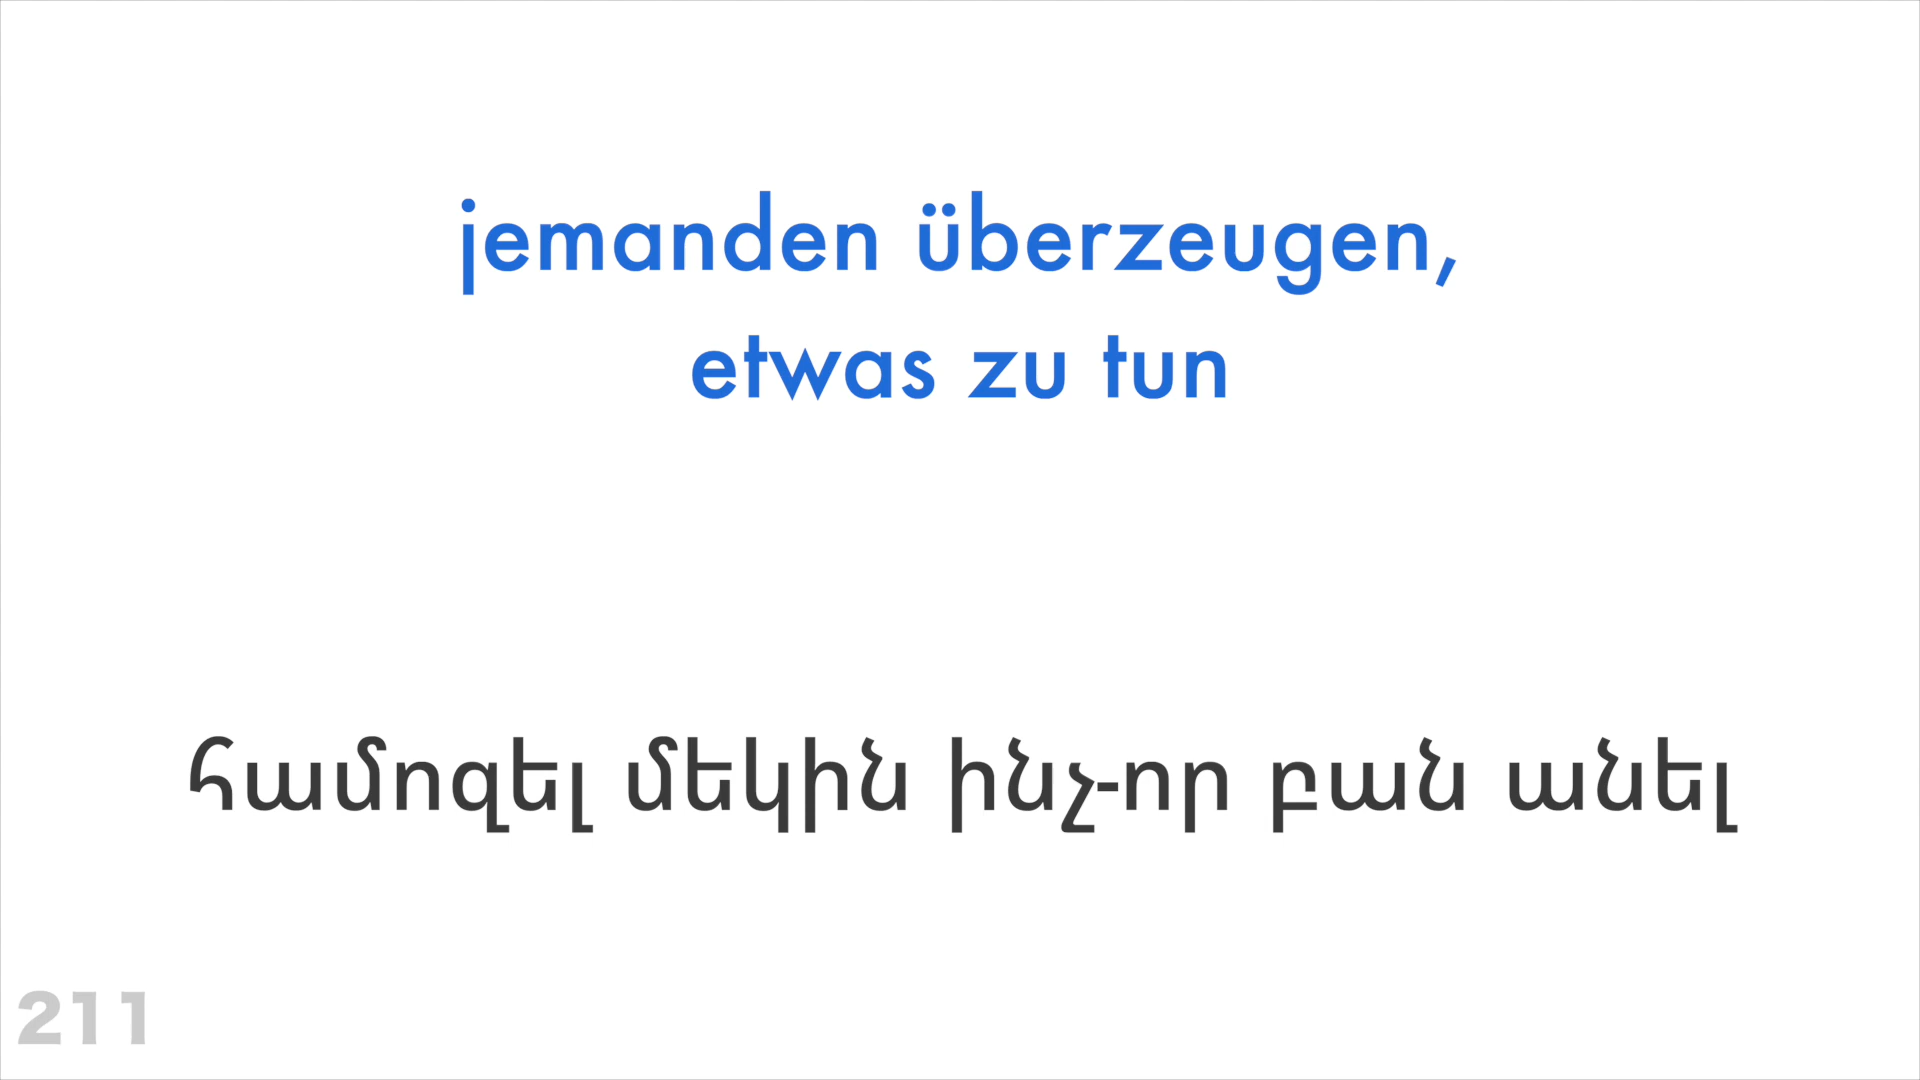 jemanden überzeugen,
etwas zu tun
համոզել մեկին ինչ-որ բան անել
211